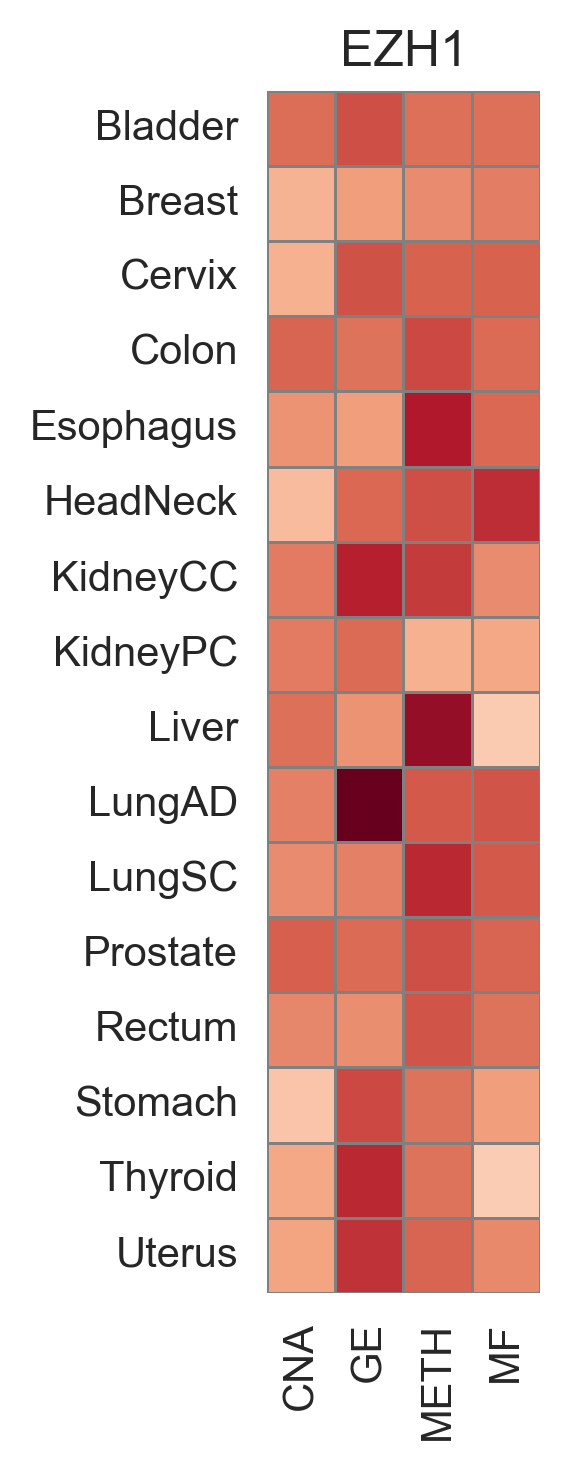 EZH1
Bladder
Breast
Cervix
Colon
Esophagus
HeadNeck
KidneyCC
KidneyPC
Liver
LungAD
LungSC
Prostate
Rectum
Stomach
Thyroid
Uterus
CNA
GE
METH
MF